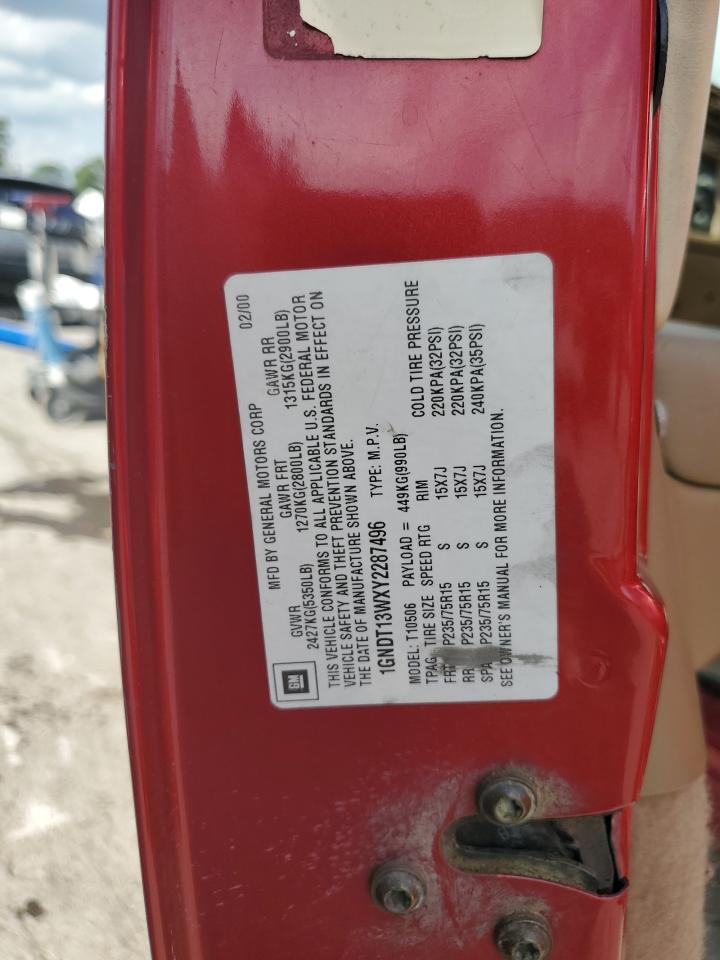 MFD BY GENERAL MOTORS CORP 02/00
GVWR GAWR FRT GAWR RR
2427KG(5350LB) 1270KG(2800LB) 1315KG(2900LB)
THIS VEHICLE CONFORMS TO ALL APPLICABLE U.S. FEDERAL MOTOR
VEHICLE SAFETY AND THEFT PREVENTION STANDARDS IN EFFECT ON
THE DATE OF MANUFACTURE SHOWN ABOVE.
1GNDT13WXY2287496 TYPE: M.P.V.
MODEL: T10506 PAYLOAD = 449KG(990LB)
TPAG TIRE SIZE SPEED RTG RIM COLD TIRE PRESSURE
FRT P235/75R15 S 15X7J 220KPA(32PSI)
RR P235/75R15 S 15X7J 220KPA(32PSI)
SPA P235/75R15 S 15X7J 240KPA(35PSI)
SEE OWNER'S MANUAL FOR MORE INFORMATION.
GM